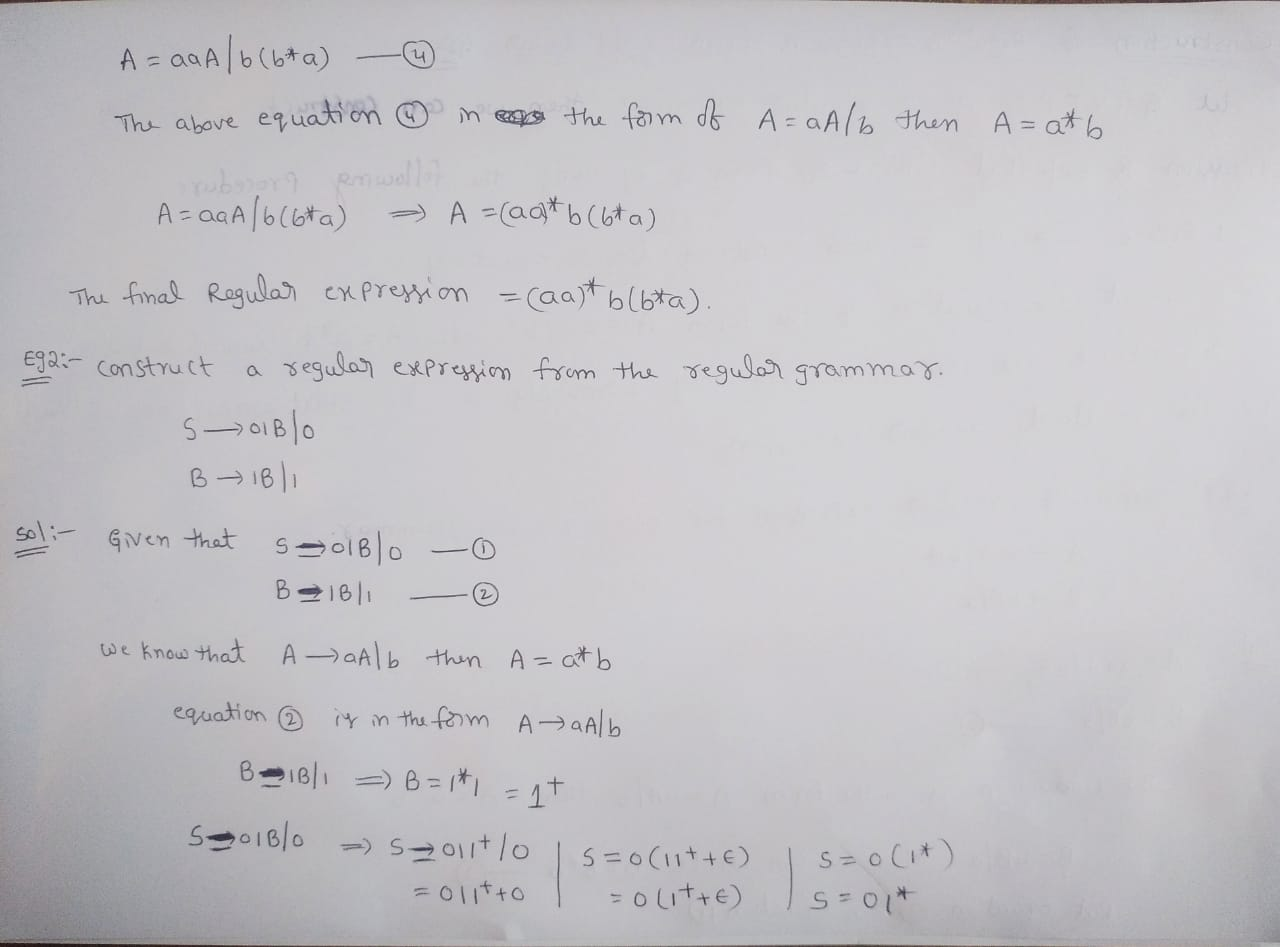 A = aaA/b(b*a) — ④
The above equation ④ in the form of A = aA/b then A = a*b
A = aaA/b(b*a) ⇒ A = (aa)*b(b*a)
The final Regular expression = (aa)*b(b*a).
Eg2:- construct a regular expression from the regular grammar.
S → 01B/0
B → 1B/1
Sol:- Given that S = 01B/0 — ①
B = 1B/1 — ②
We know that A → aA/b then A = a*b
equation ② is in the form A → aA/b
B = 1B/1 ⇒ B = 1*1 = 1+
S = 01B/0 ⇒ S = 011+/0 | S = 0(11++ε) | S = 0(1*)
= 011++0 | = 0(1++ε) | S = 01*